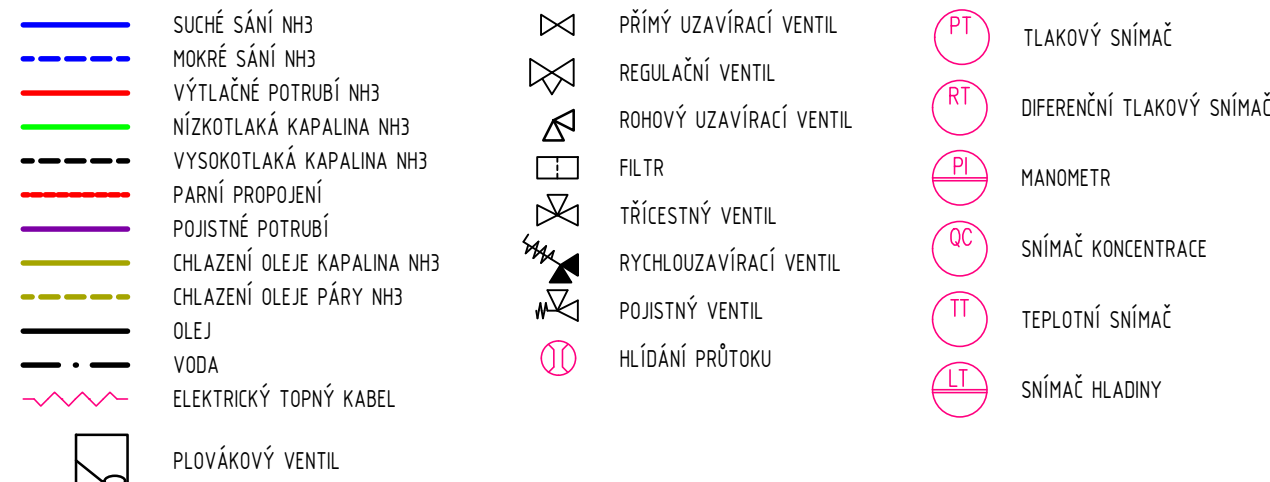 SUCHÉ SÁNÍ NH3
MOKRÉ SÁNÍ NH3
VÝTLAČNÉ POTRUBÍ NH3
NÍZKOTLAKÁ KAPALINA NH3
VYSOKOTLAKÁ KAPALINA NH3
PARNÍ PROPOJENÍ
POJISTNÉ POTRUBÍ
CHLAZENÍ OLEJE KAPALINA NH3
CHLAZENÍ OLEJE PÁRY NH3
OLEJ
VODA
ELEKTRICKÝ TOPNÝ KABEL
PLOVÁKOVÝ VENTIL
PŘÍMÝ UZAVÍRACÍ VENTIL
REGULAČNÍ VENTIL
ROHOVÝ UZAVÍRACÍ VENTIL
FILTR
TŘÍCESTNÝ VENTIL
RYCHLOUZAVÍRACÍ VENTIL
POJISTNÝ VENTIL
HLÍDÁNÍ PRŮTOKU
PT TLAKOVÝ SNÍMAČ
RT DIFERENČNÍ TLAKOVÝ SNÍMAČ
PI MANOMETR
QC SNÍMAČ KONCENTRACE
TT TEPLOTNÍ SNÍMAČ
LT SNÍMAČ HLADINY